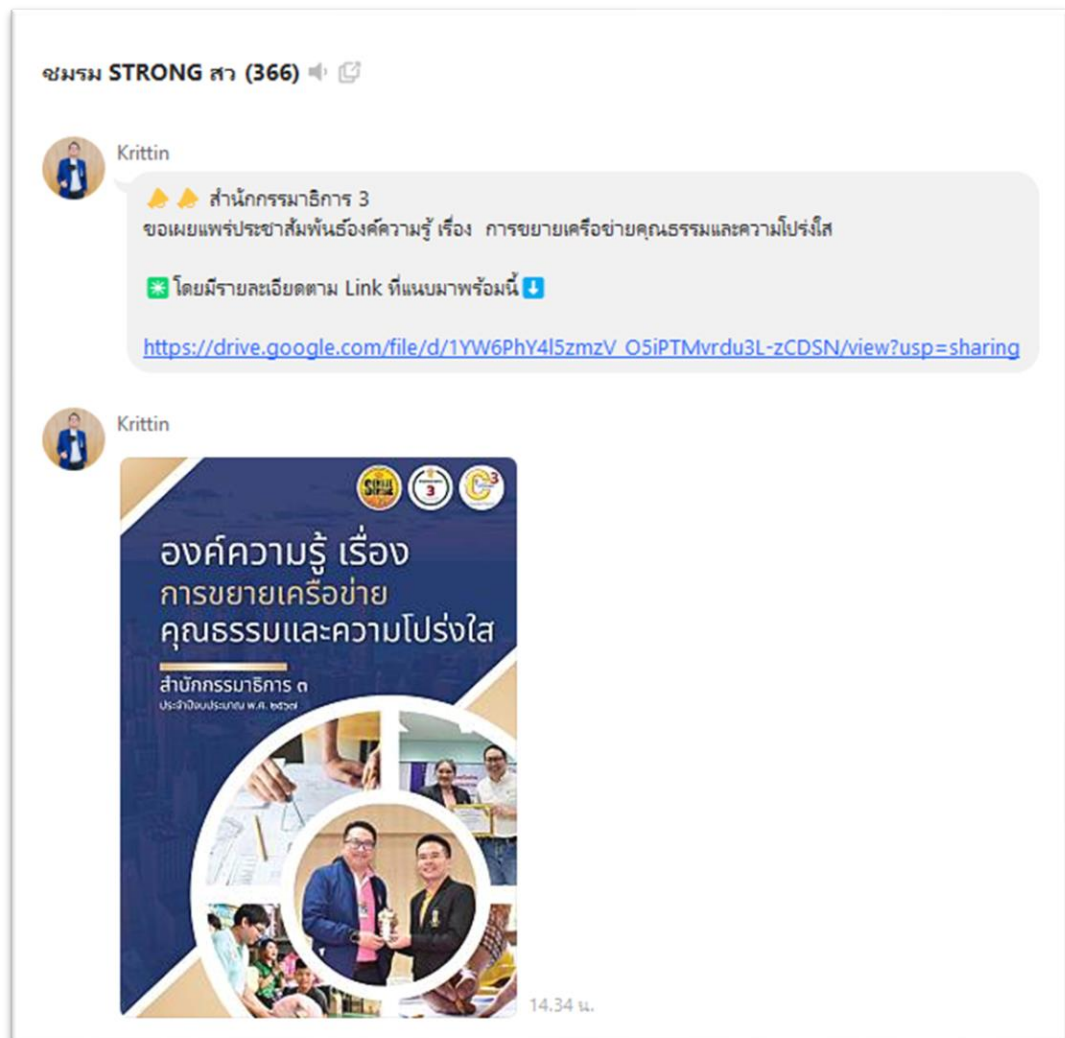 ชมรม STRONG สว (366)
Krittin
สำนักกรรมาธิการ 3
ขอเผยแพร่ประชาสัมพันธ์องค์ความรู้ เรื่อง การขยายเครือข่ายคุณธรรมและความโปร่งใส
โดยมีรายละเอียดตาม Link ที่แนบมาพร้อมนี้
https://drive.google.com/file/d/1YW6PhY4l5zmzV_O5iPTMvrdu3L-zCDSN/view?usp=sharing
Krittin
3
3
องค์ความรู้ เรื่อง
การขยายเครือข่าย
คุณธรรมและความโปร่งใส
สำนักกรรมาธิการ ๓
ประจำปีงบประมาณ พ.ศ. ๒๕๖๗
14.34 น.